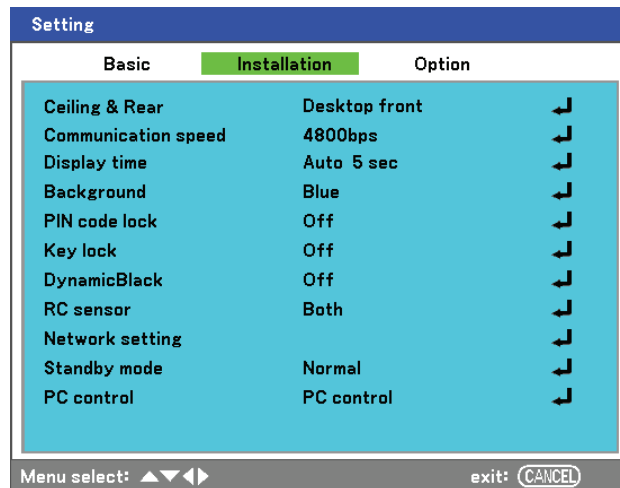 Setting
Basic Installation Option
Ceiling & Rear Desktop front
Communication speed 4800bps
Display time Auto 5 sec
Background Blue
PIN code lock Off
Key lock Off
DynamicBlack Off
RC sensor Both
Network setting
Standby mode Normal
PC control PC control
Menu select: ▲▼◀▶ exit: CANCEL